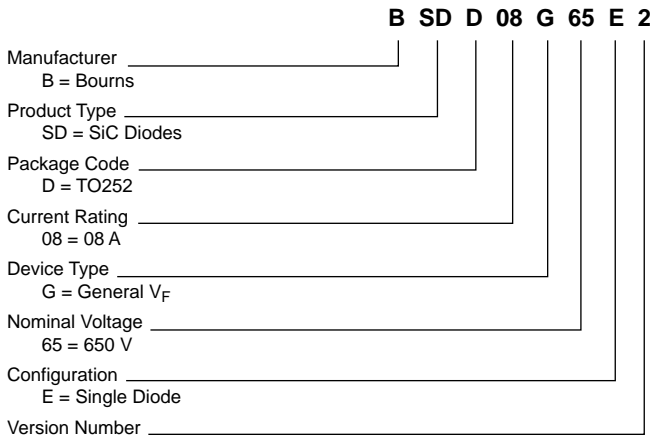 B SD D 08 G 65 E 2
Manufacturer
B = Bourns
Product Type
SD = SiC Diodes
Package Code
D = TO252
Current Rating
08 = 08 A
Device Type
G = General VF
Nominal Voltage
65 = 650 V
Configuration
E = Single Diode
Version Number